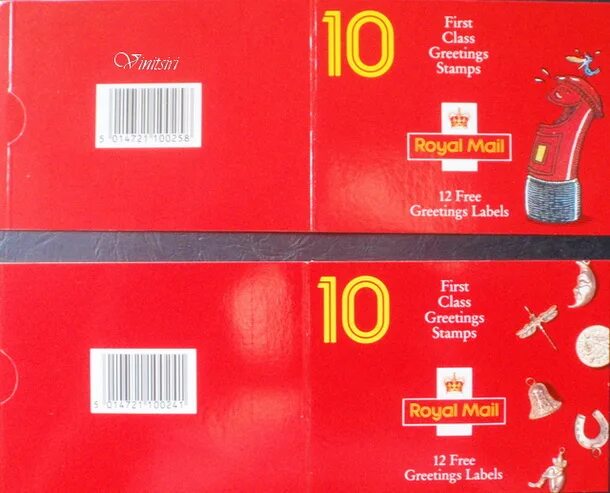 Vinitsiri
5 014721 100258
10
First
Class
Greetings
Stamps
Royal Mail
12 Free
Greetings Labels
5 014721 100241
10
First
Class
Greetings
Stamps
Royal Mail
12 Free
Greetings Labels